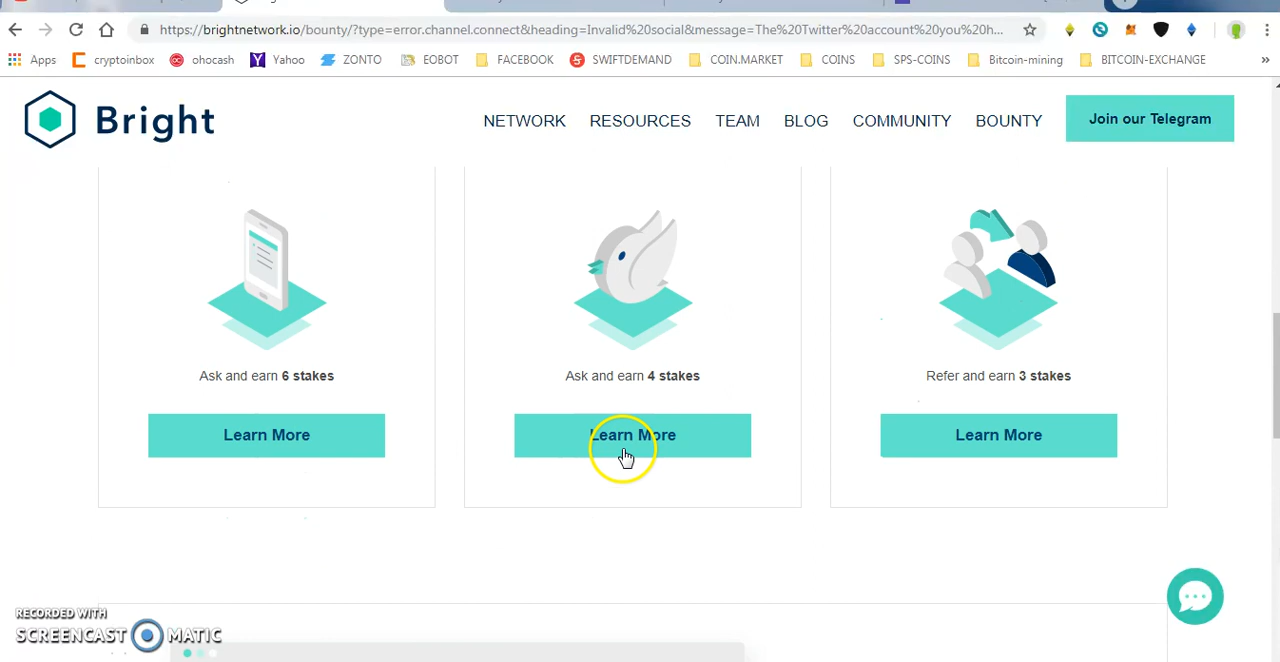 https://brightnetwork.io/bounty/?type=error.channel.connect&heading=Invalid%20social&message=The%20Twitter%20account%20you%20h...
Apps cryptoinbox ohocash Yahoo ZONTO EOBOT FACEBOOK SWIFTDEMAND COIN.MARKET COINS SPS-COINS Bitcoin-mining BITCOIN-EXCHANGE »
Bright NETWORK RESOURCES TEAM BLOG COMMUNITY BOUNTY Join our Telegram
Ask and earn 6 stakes Ask and earn 4 stakes Refer and earn 3 stakes
Learn More Learn More Learn More
RECORDED WITH
SCREENCAST MATIC